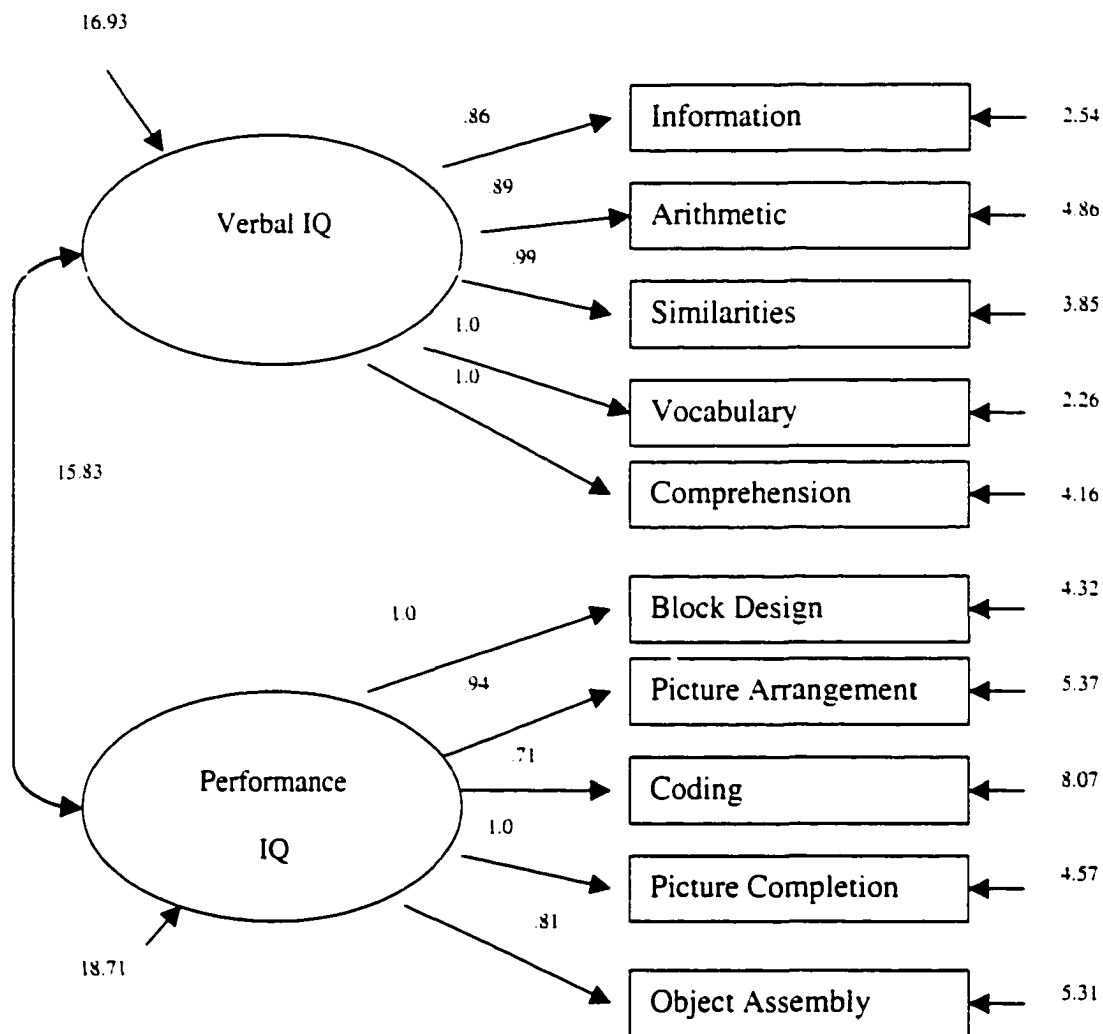 16.93
.86
Information
2.54
Verbal IQ
.89
Arithmetic
4.86
.99
Similarities
3.85
1.0
Vocabulary
2.26
1.0
Comprehension
4.16
15.83
1.0
Block Design
4.32
.94
Picture Arrangement
5.37
Performance
IQ
.71
Coding
8.07
1.0
Picture Completion
4.57
.81
Object Assembly
5.31
18.71